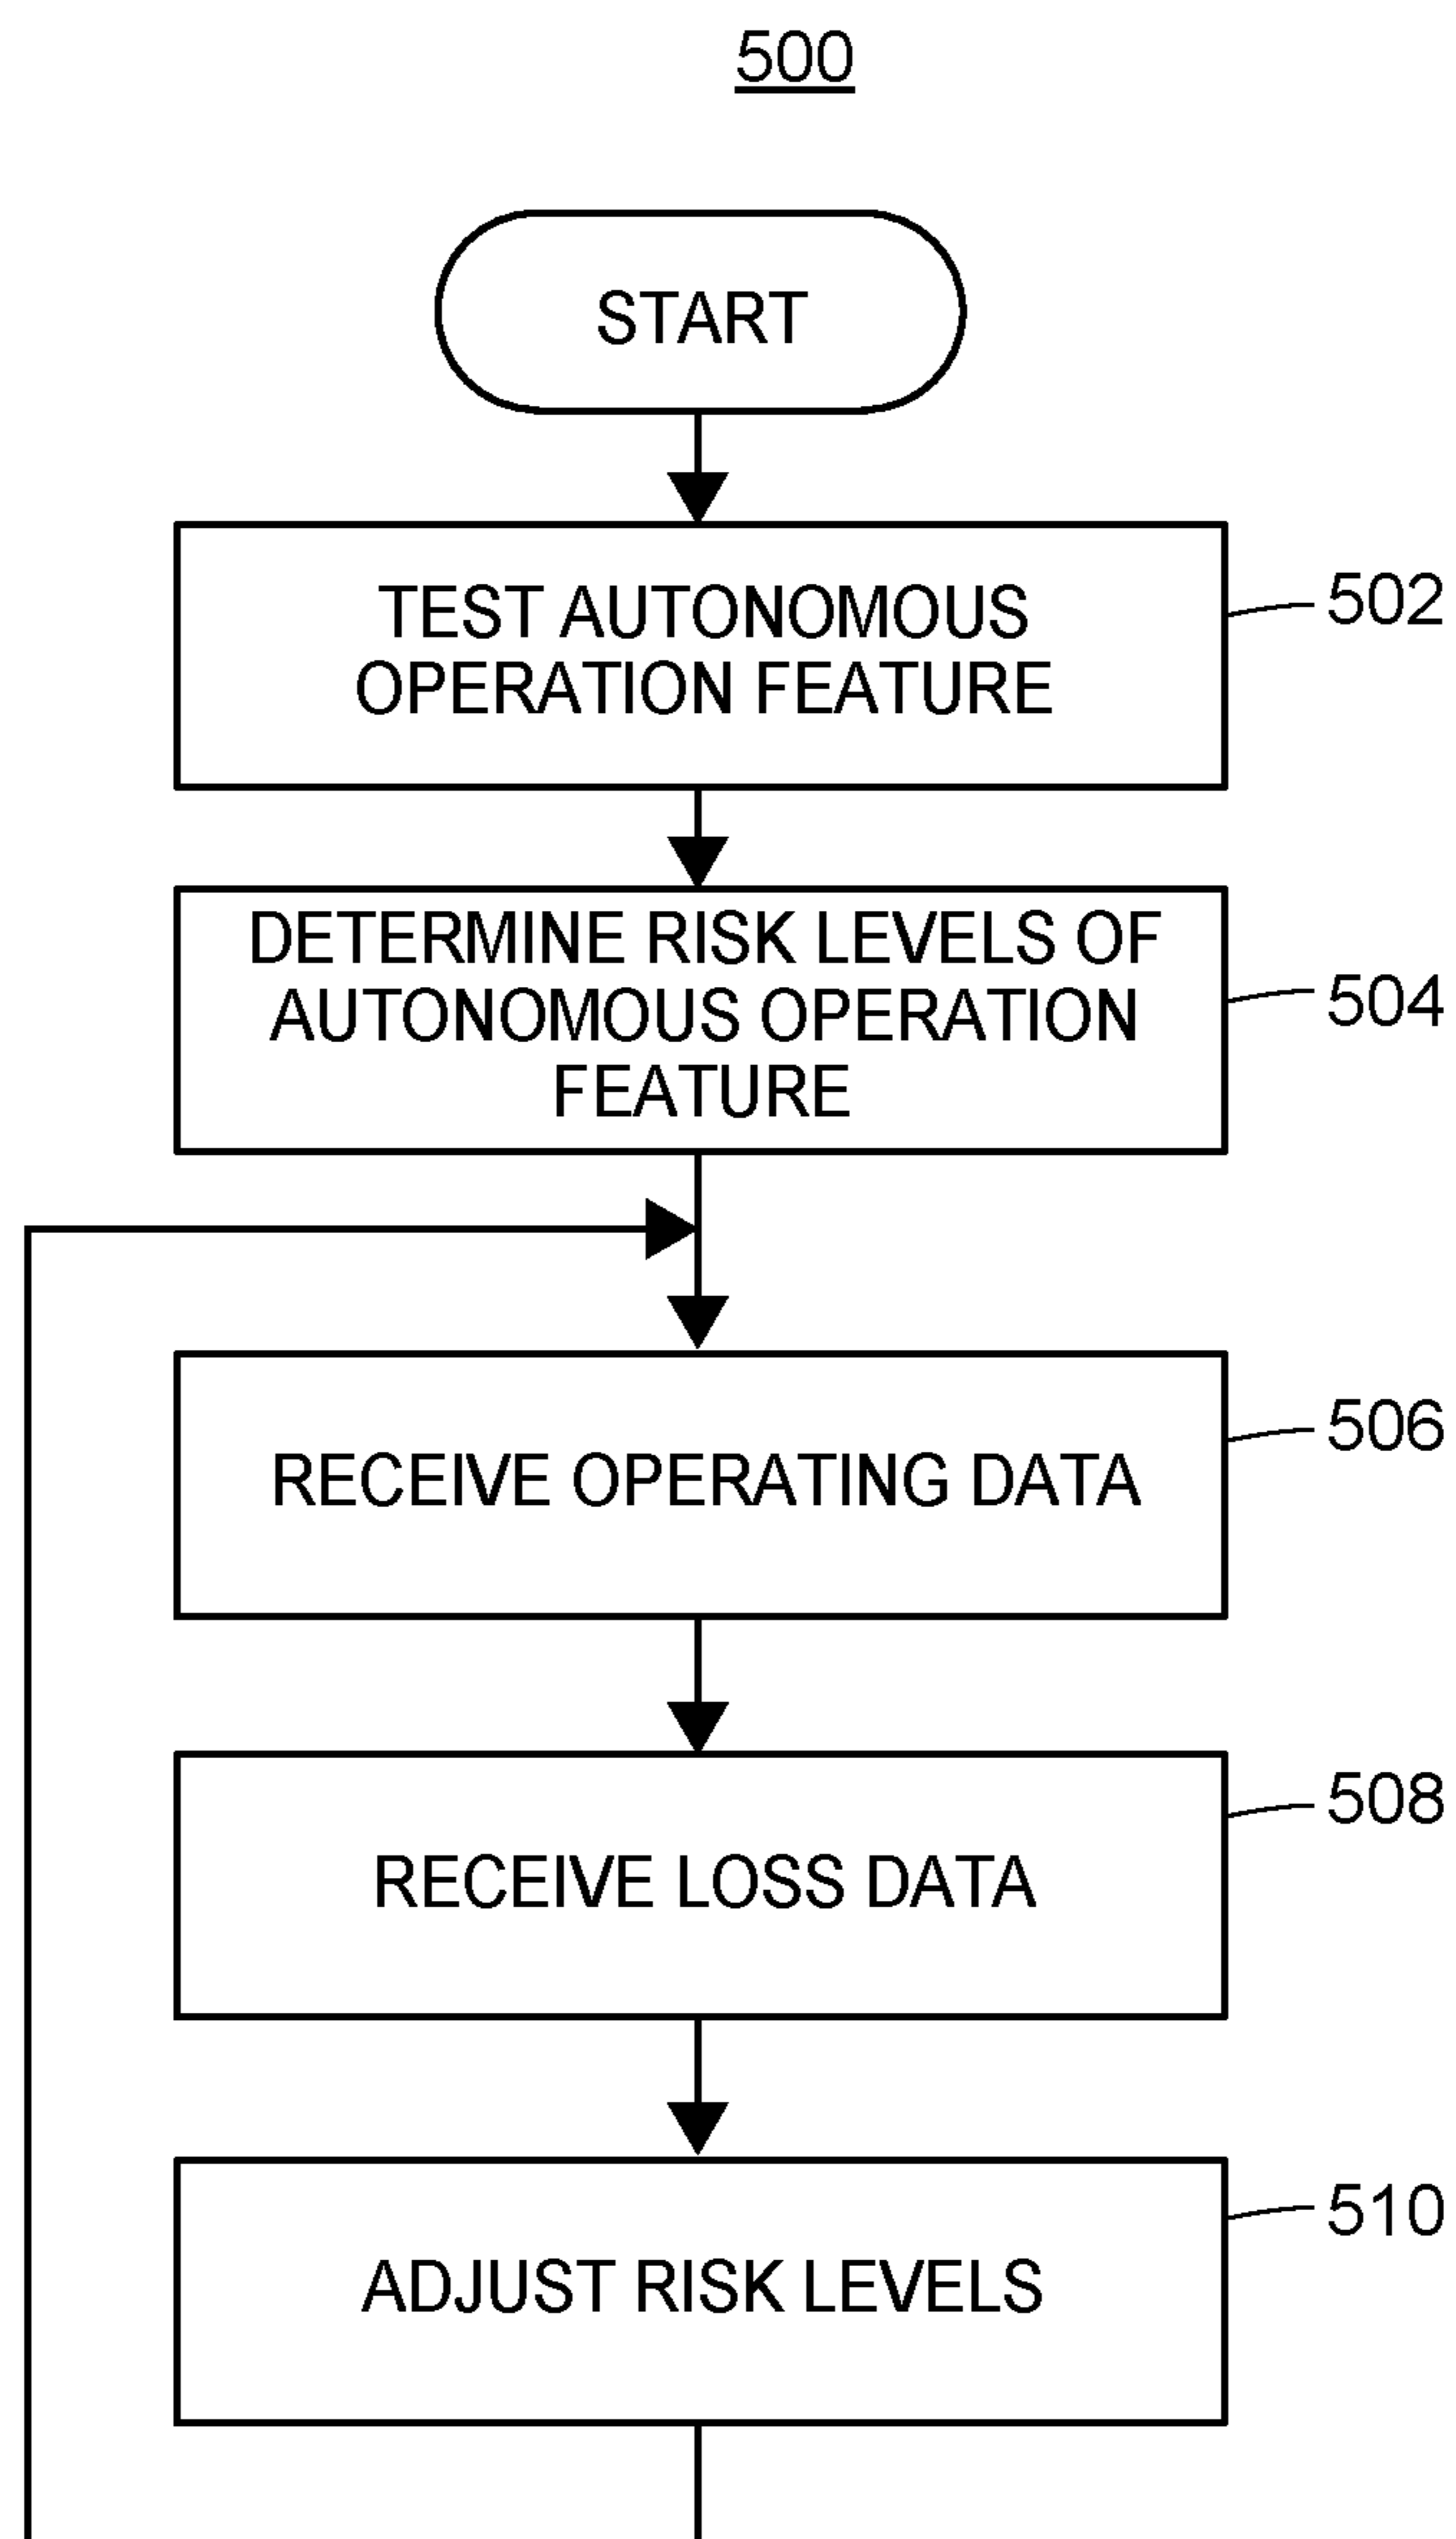 500
START
TEST AUTONOMOUS
OPERATION FEATURE
502
DETERMINE RISK LEVELS OF
AUTONOMOUS OPERATION
FEATURE
504
RECEIVE OPERATING DATA
506
RECEIVE LOSS DATA
508
ADJUST RISK LEVELS
510